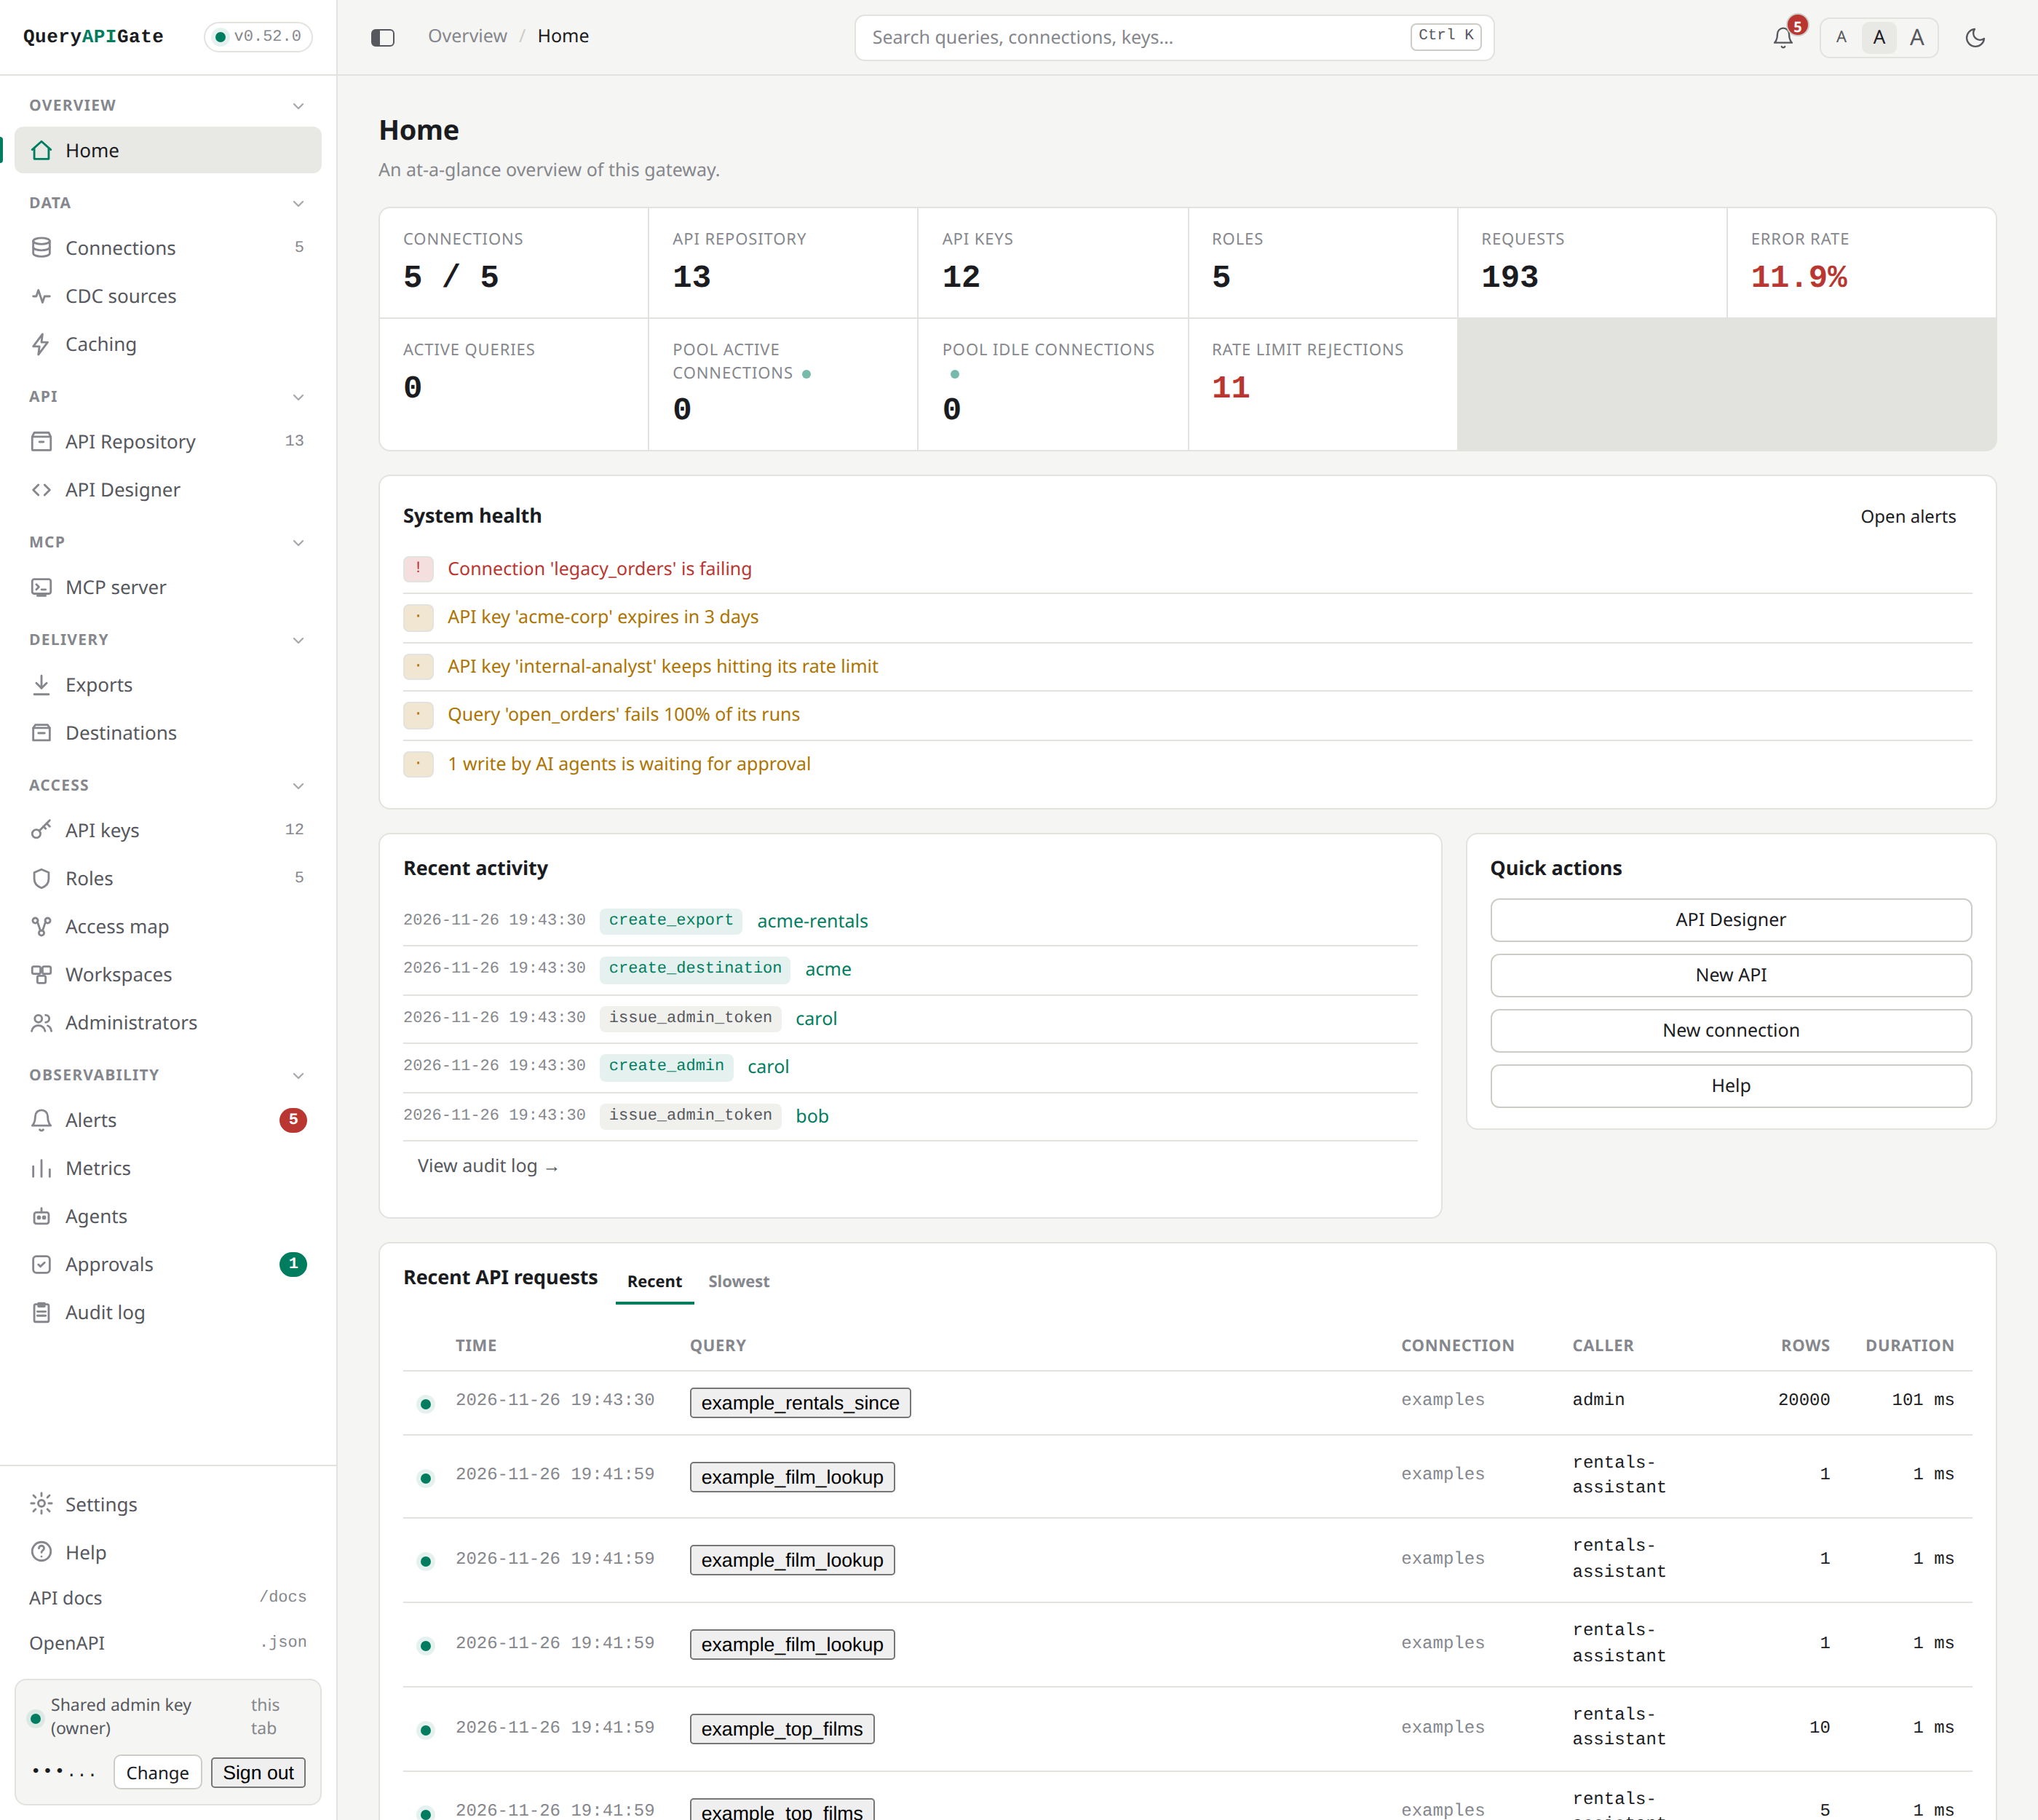 QueryAPIGate
v0.52.0
Overview / Home
Search queries, connections, keys...
Ctrl K
5
A A A
OVERVIEW
Home
DATA
Connections 5
CDC sources
Caching
API
API Repository 13
API Designer
MCP
MCP server
DELIVERY
Exports
Destinations
ACCESS
API keys 12
Roles 5
Access map
Workspaces
Administrators
OBSERVABILITY
Alerts 5
Metrics
Agents
Approvals 1
Audit log
Settings
Help
API docs /docs
OpenAPI .json
Shared admin key (owner) this tab
•••... Change Sign out
Home
An at-a-glance overview of this gateway.
CONNECTIONS
5 / 5
API REPOSITORY
13
API KEYS
12
ROLES
5
REQUESTS
193
ERROR RATE
11.9%
ACTIVE QUERIES
0
POOL ACTIVE CONNECTIONS
0
POOL IDLE CONNECTIONS
0
RATE LIMIT REJECTIONS
11
System health
Open alerts
! Connection 'legacy_orders' is failing
· API key 'acme-corp' expires in 3 days
· API key 'internal-analyst' keeps hitting its rate limit
· Query 'open_orders' fails 100% of its runs
· 1 write by AI agents is waiting for approval
Recent activity
2026-11-26 19:43:30 create_export acme-rentals
2026-11-26 19:43:30 create_destination acme
2026-11-26 19:43:30 issue_admin_token carol
2026-11-26 19:43:30 create_admin carol
2026-11-26 19:43:30 issue_admin_token bob
View audit log →
Quick actions
API Designer
New API
New connection
Help
Recent API requests Recent Slowest
TIME QUERY CONNECTION CALLER ROWS DURATION
2026-11-26 19:43:30 example_rentals_since examples admin 20000 101 ms
2026-11-26 19:41:59 example_film_lookup examples rentals-assistant 1 1 ms
2026-11-26 19:41:59 example_film_lookup examples rentals-assistant 1 1 ms
2026-11-26 19:41:59 example_film_lookup examples rentals-assistant 1 1 ms
2026-11-26 19:41:59 example_top_films examples rentals-assistant 10 1 ms
2026-11-26 19:41:59 example_top_films examples rentals- 5 1 ms